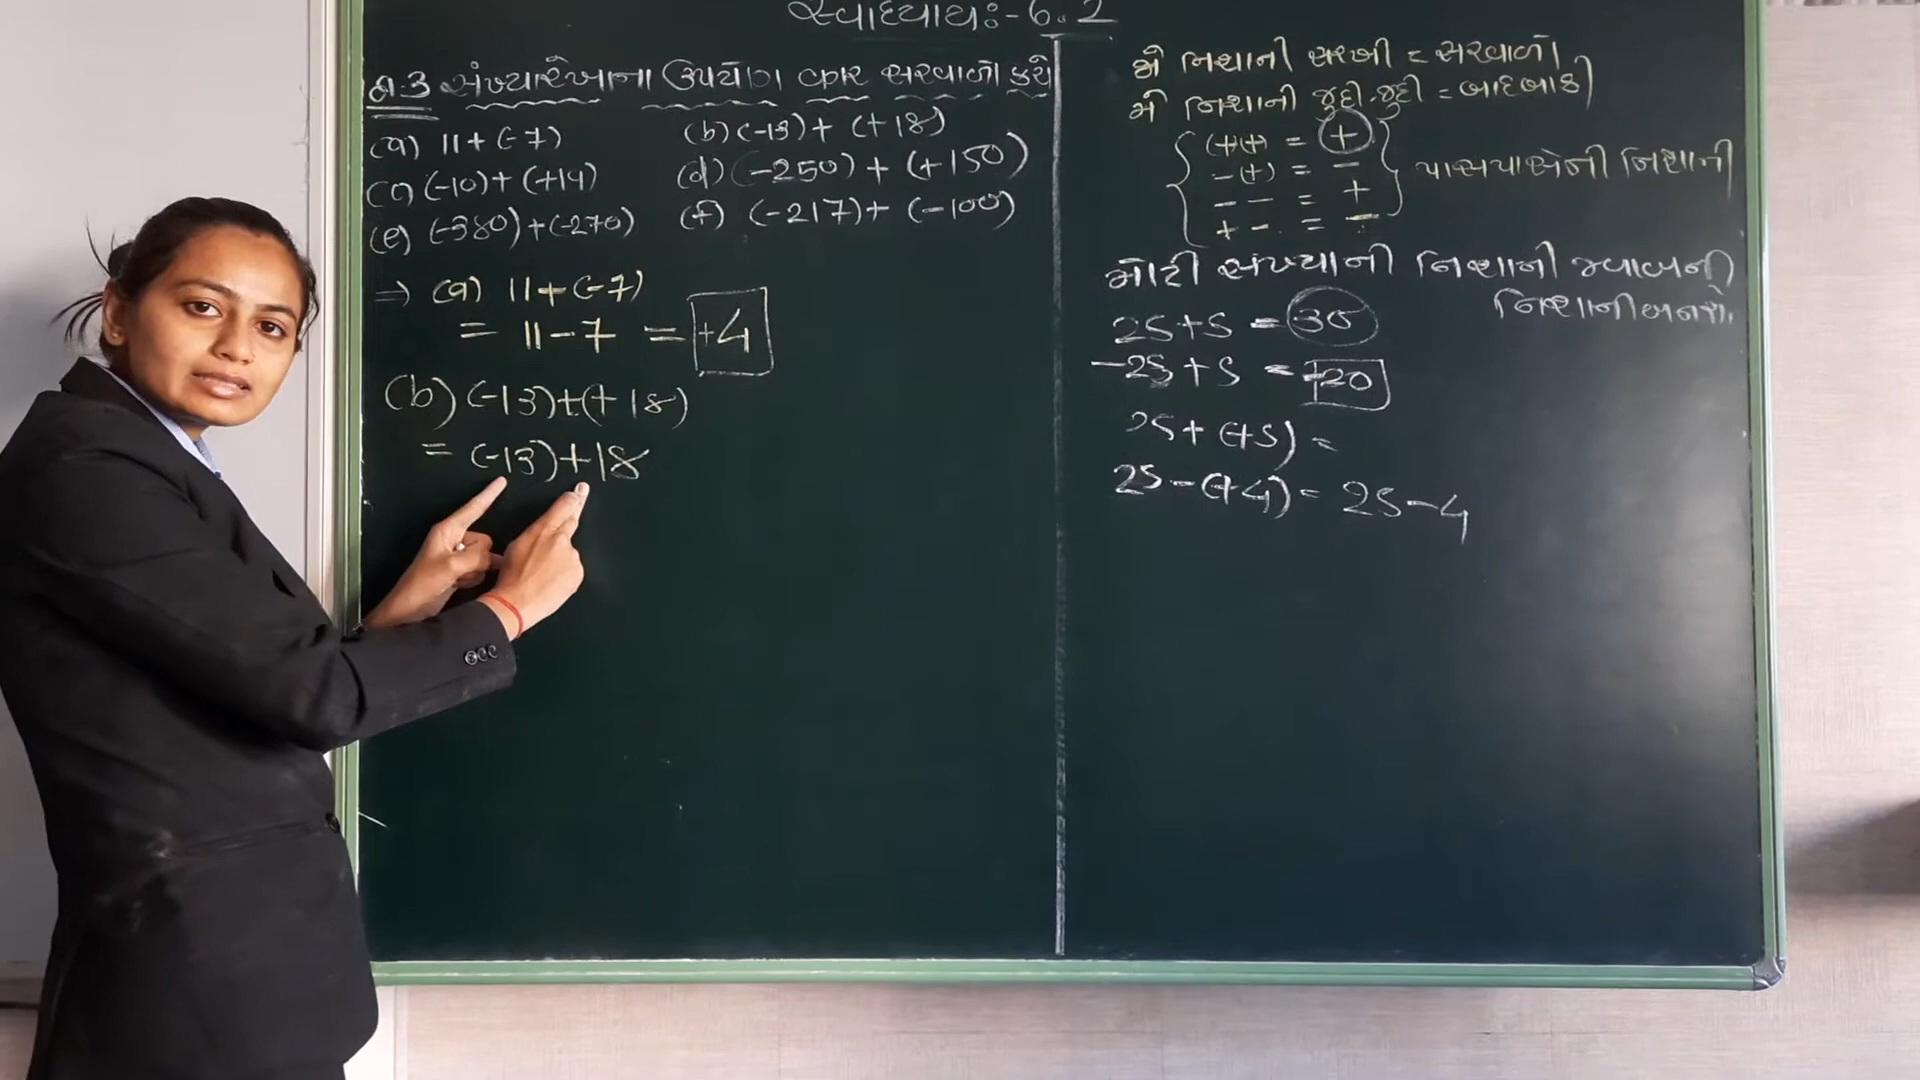 સ્વાધ્યાય:-6.2
પ્ર.3 સંખ્યારેખાના ઉપયોગ વગર સરવાળો કરો
(a) 11+(-7) (b) (-13)+(+18)
(c) (-10)+(+14) (d) (-250)+(+150)
(e) (-380)+(-270) (f) (-217)+(-100)
⇒ (a) 11+(-7)
= 11-7 = +4
(b) (-13)+(+18)
= (-13)+18
બે નિશાની સરખી = સરવાળો
બે નિશાની જુદી-જુદી = બાદબાકી
(+)(+) = +
-(+) = -
- - = +
+ - = -
પાસપાસેની નિશાની
મોટી સંખ્યાની નિશાની જવાબની નિશાની બનશે.
25+5 = 30
-25+5 = 20
25+(+5) =
25-(+4) = 25-4